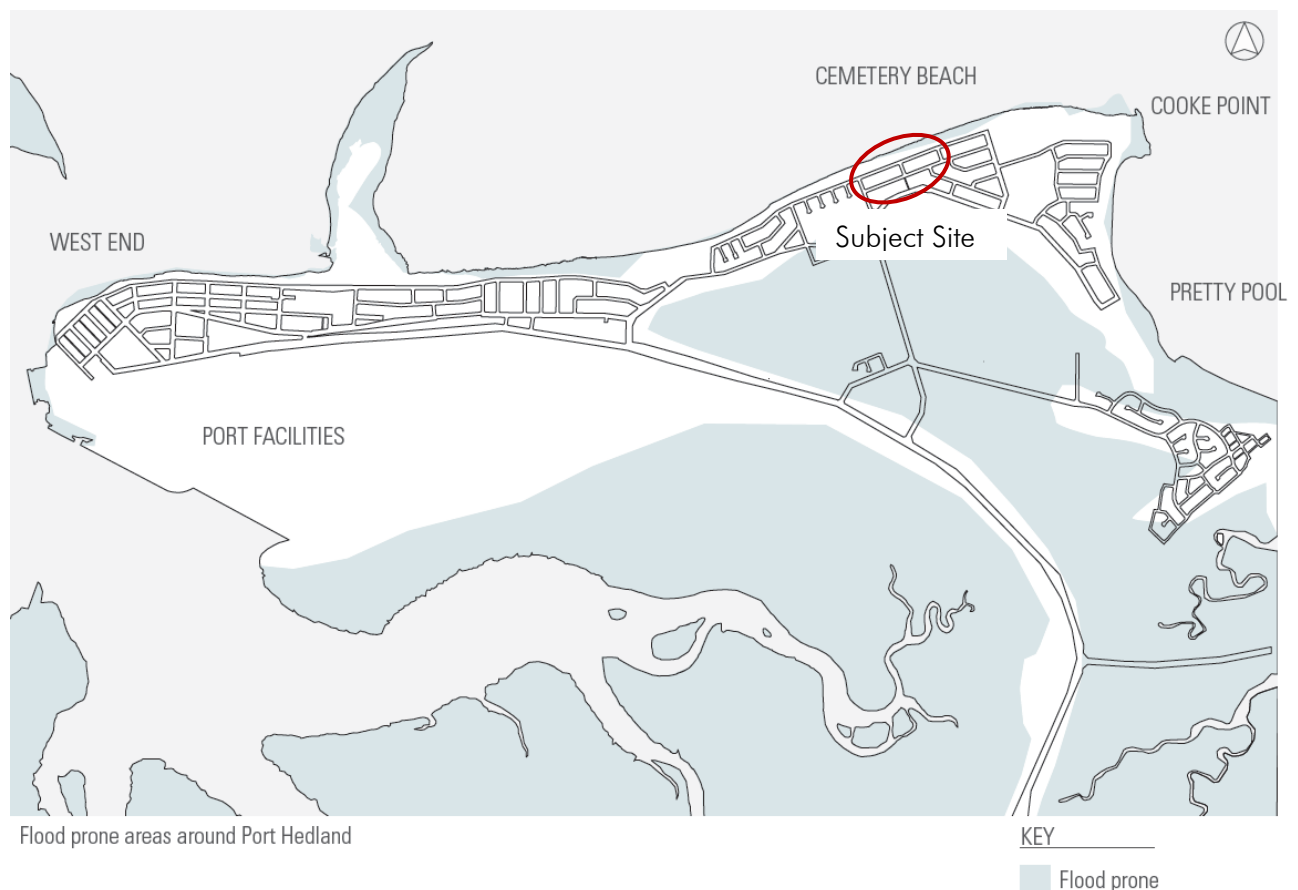 CEMETERY BEACH
COOKE POINT
WEST END
Subject Site
PRETTY POOL
PORT FACILITIES
Flood prone areas around Port Hedland
KEY
Flood prone